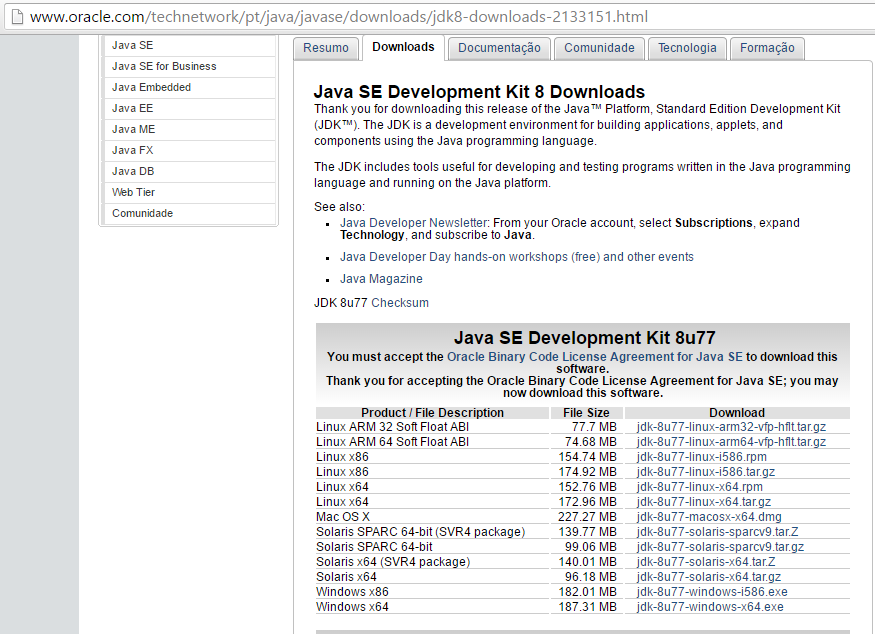 www.oracle.com/technetwork/pt/java/javase/downloads/jdk8-downloads-2133151.html
Java SE
Java SE for Business
Java Embedded
Java EE
Java ME
Java FX
Java DB
Web Tier
Comunidade
Resumo Downloads Documentação Comunidade Tecnologia Formação
Java SE Development Kit 8 Downloads
Thank you for downloading this release of the Java™ Platform, Standard Edition Development Kit
(JDK™). The JDK is a development environment for building applications, applets, and
components using the Java programming language.
The JDK includes tools useful for developing and testing programs written in the Java programming
language and running on the Java platform.
See also:
Java Developer Newsletter: From your Oracle account, select Subscriptions, expand
Technology, and subscribe to Java.
Java Developer Day hands-on workshops (free) and other events
Java Magazine
JDK 8u77 Checksum
Java SE Development Kit 8u77
You must accept the Oracle Binary Code License Agreement for Java SE to download this
software.
Thank you for accepting the Oracle Binary Code License Agreement for Java SE; you may
now download this software.
Product / File Description File Size Download
Linux ARM 32 Soft Float ABI 77.7 MB jdk-8u77-linux-arm32-vfp-hflt.tar.gz
Linux ARM 64 Soft Float ABI 74.68 MB jdk-8u77-linux-arm64-vfp-hflt.tar.gz
Linux x86 154.74 MB jdk-8u77-linux-i586.rpm
Linux x86 174.92 MB jdk-8u77-linux-i586.tar.gz
Linux x64 152.76 MB jdk-8u77-linux-x64.rpm
Linux x64 172.96 MB jdk-8u77-linux-x64.tar.gz
Mac OS X 227.27 MB jdk-8u77-macosx-x64.dmg
Solaris SPARC 64-bit (SVR4 package) 139.77 MB jdk-8u77-solaris-sparcv9.tar.Z
Solaris SPARC 64-bit 99.06 MB jdk-8u77-solaris-sparcv9.tar.gz
Solaris x64 (SVR4 package) 140.01 MB jdk-8u77-solaris-x64.tar.Z
Solaris x64 96.18 MB jdk-8u77-solaris-x64.tar.gz
Windows x86 182.01 MB jdk-8u77-windows-i586.exe
Windows x64 187.31 MB jdk-8u77-windows-x64.exe